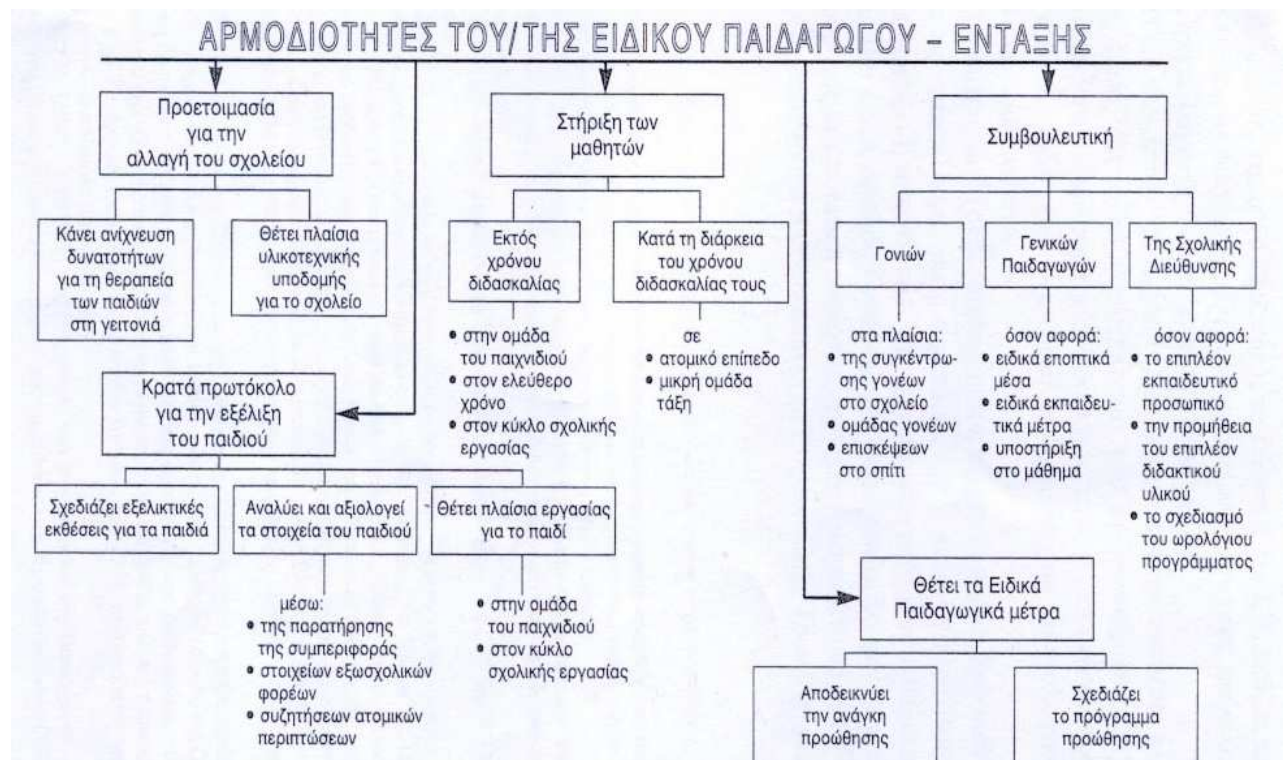 ΑΡΜΟΔΙΟΤΗΤΕΣ ΤΟΥ/ΤΗΣ ΕΙΔΙΚΟΥ ΠΑΙΔΑΓΩΓΟΥ – ΕΝΤΑΞΗΣ
Προετοιμασία
για την
αλλαγή του σχολείου
Κάνει ανίχνευση
δυνατοτήτων
για τη θεραπεία
των παιδιών
στη γειτονιά
Θέτει πλαίσια
υλικοτεχνικής
υποδομής
για το σχολείο
Κρατά πρωτόκολο
για την εξέλιξη
του παιδιού
Σχεδιάζει εξελικτικές
εκθέσεις για τα παιδιά
Αναλύει και αξιολογεί
τα στοιχεία του παιδιού
μέσω:
• της παρατήρησης
της συμπεριφοράς
• στοιχείων εξωσχολικών
φορέων
• συζητήσεων ατομικών
περιπτώσεων
Θέτει πλαίσια εργασίας
για το παιδί
• στην ομάδα
του παιχνιδιού
• στον κύκλο
σχολικής εργασίας
Στήριξη των
μαθητών
Εκτός
χρόνου
διδασκαλίας
• στην ομάδα
του παιχνιδιού
• στον ελεύθερο
χρόνο
• στον κύκλο σχολικής
εργασίας
Κατά τη διάρκεια
του χρόνου
διδασκαλίας τους
σε
• ατομικό επίπεδο
• μικρή ομάδα
τάξη
Συμβουλευτική
Γονιών
στα πλαίσια:
• της συγκέντρω-
σης γονέων
στο σχολείο
• ομάδας γονέων
• επισκέψεων
στο σπίτι
Γενικών
Παιδαγωγών
όσον αφορά:
• ειδικά εποπτικά
μέσα
• ειδικά εκπαιδευ-
τικά μέτρα
• υποστήριξη
στο μάθημα
Της Σχολικής
Διεύθυνσης
όσον αφορά:
• το επιπλέον
εκπαιδευτικό
προσωπικό
• την προμήθεια
του επιπλέον
διδακτικού
υλικού
• το σχεδιασμό
του ωρολόγιου
προγράμματος
Θέτει τα Ειδικά
Παιδαγωγικά μέτρα
Αποδεικνύει
την ανάγκη
προώθησης
Σχεδιάζει
το πρόγραμμα
προώθησης